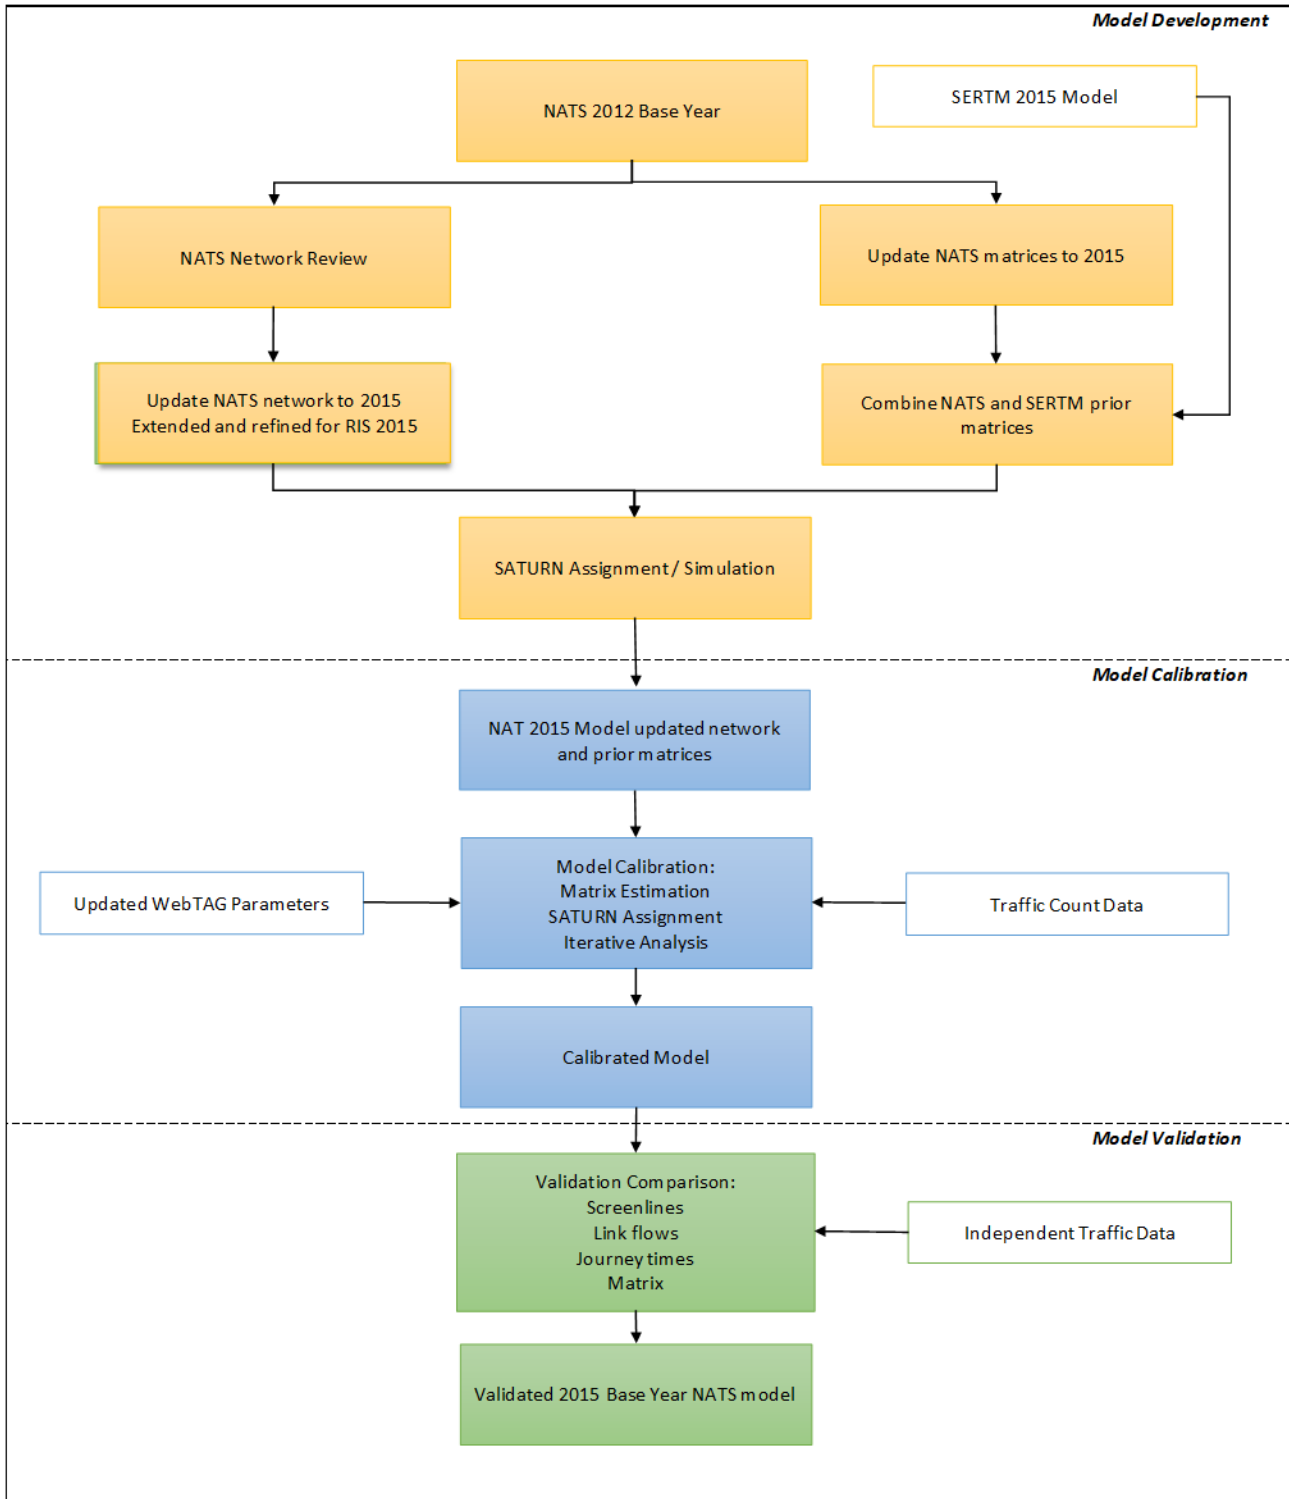 Model Development
NATS 2012 Base Year
SERTM 2015 Model
NATS Network Review
Update NATS matrices to 2015
Update NATS network to 2015
Extended and refined for RIS 2015
Combine NATS and SERTM prior
matrices
SATURN Assignment / Simulation
Model Calibration
NAT 2015 Model updated network
and prior matrices
Model Calibration:
Matrix Estimation
SATURN Assignment
Iterative Analysis
Updated WebTAG Parameters
Traffic Count Data
Calibrated Model
Model Validation
Validation Comparison:
Screenlines
Link flows
Journey times
Matrix
Independent Traffic Data
Validated 2015 Base Year NATS model